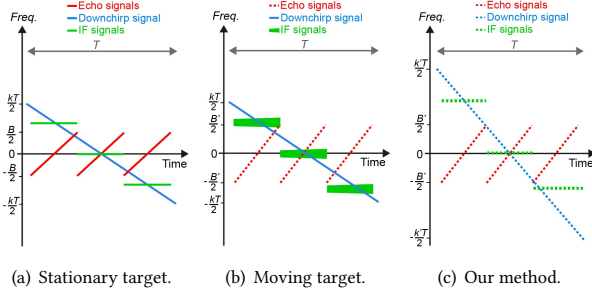 Freq.
Echo signals
Downchirp signal
IF signals
T
kT/2
B/2
0
-B/2
-kT/2
Time
(a) Stationary target.
Freq.
Echo signals
Downchirp signal
IF signals
T
kT/2
B'/2
0
-B'/2
-kT/2
Time
(b) Moving target.
Freq.
Echo signals
Downchirp signal
IF signals
T
k'T/2
B'/2
0
-B'/2
-k'T/2
Time
(c) Our method.